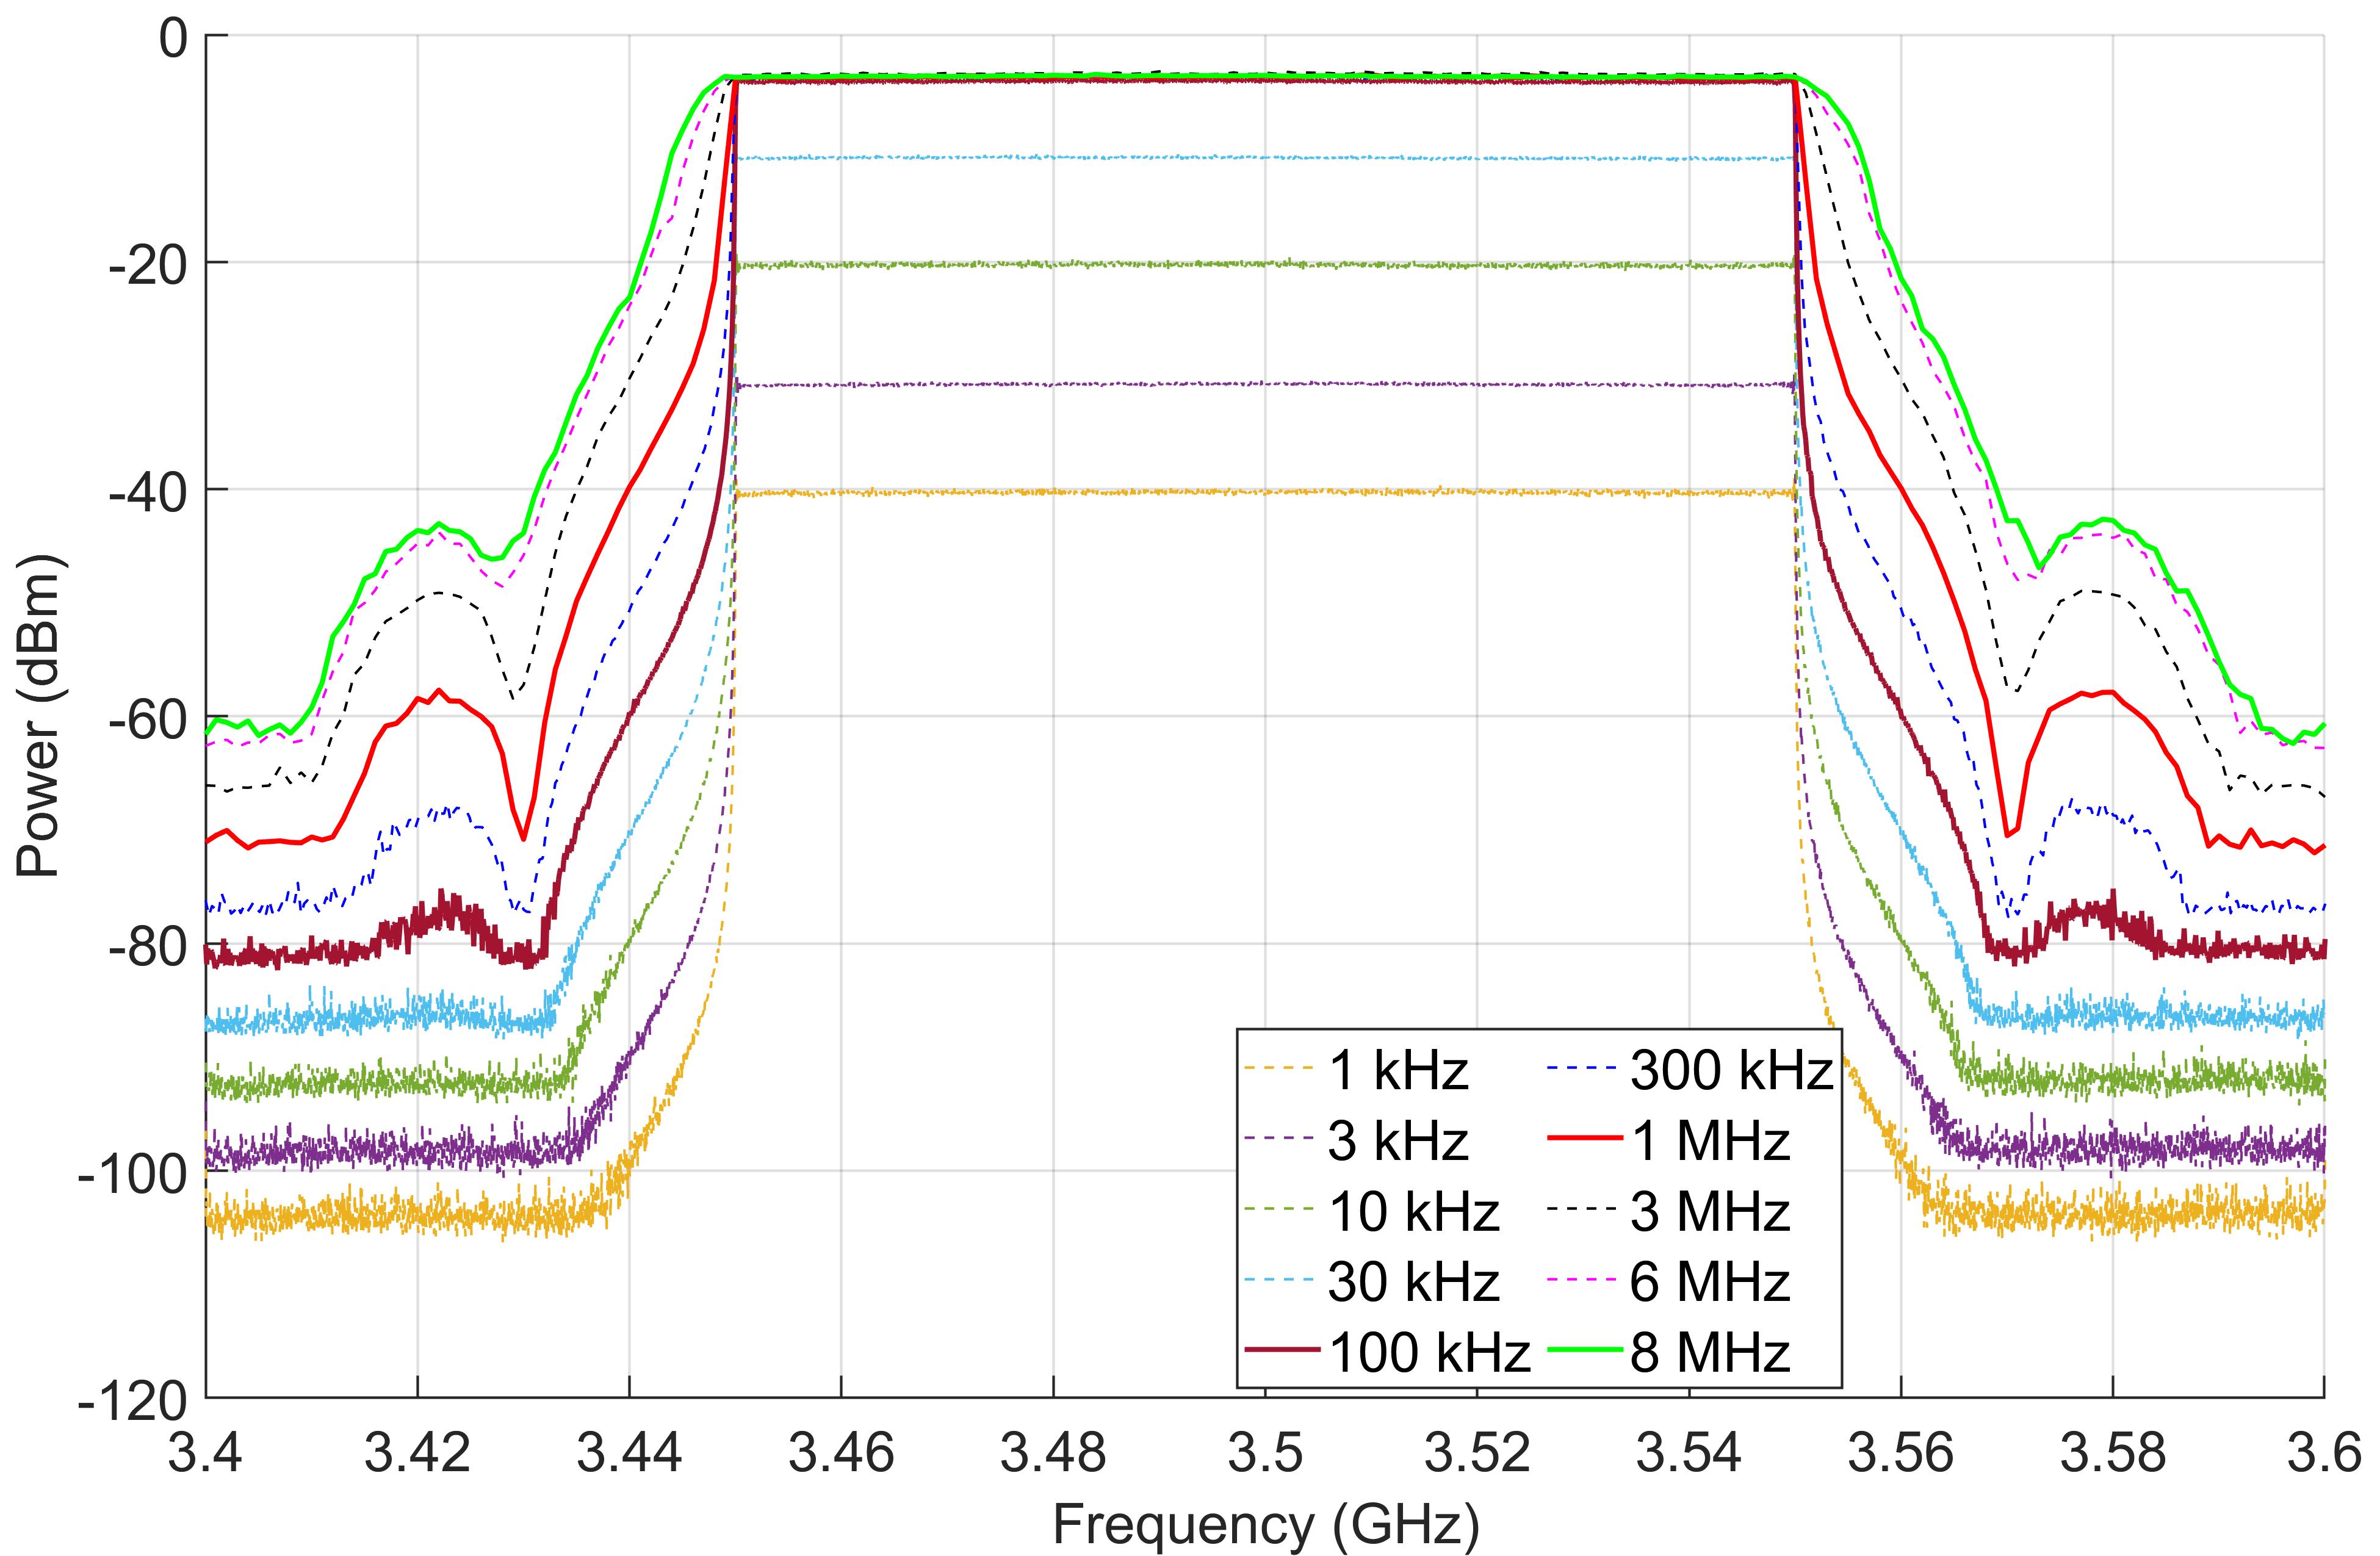 0
-20
-40
-60
-80
-100
-120
Power (dBm)
1 kHz 300 kHz
3 kHz 1 MHz
10 kHz 3 MHz
30 kHz 6 MHz
100 kHz 8 MHz
3.4 3.42 3.44 3.46 3.48 3.5 3.52 3.54 3.56 3.58 3.6
Frequency (GHz)